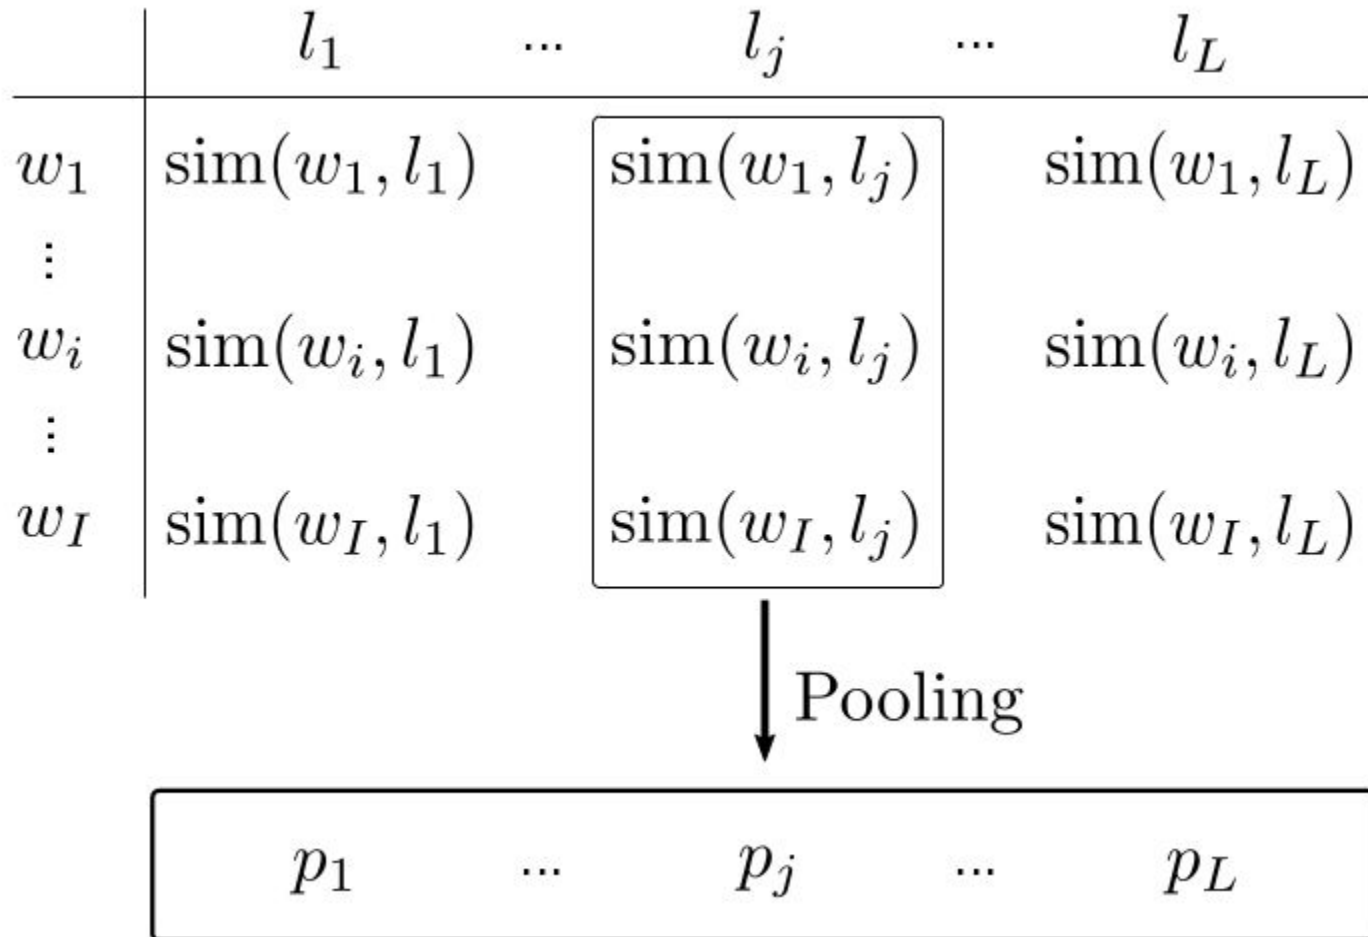 l_1 ... l_j ... l_L
w_1 sim(w_1, l_1) sim(w_1, l_j) sim(w_1, l_L)
⋮
w_i sim(w_i, l_1) sim(w_i, l_j) sim(w_i, l_L)
⋮
w_I sim(w_I, l_1) sim(w_I, l_j) sim(w_I, l_L)
Pooling
p_1 ... p_j ... p_L